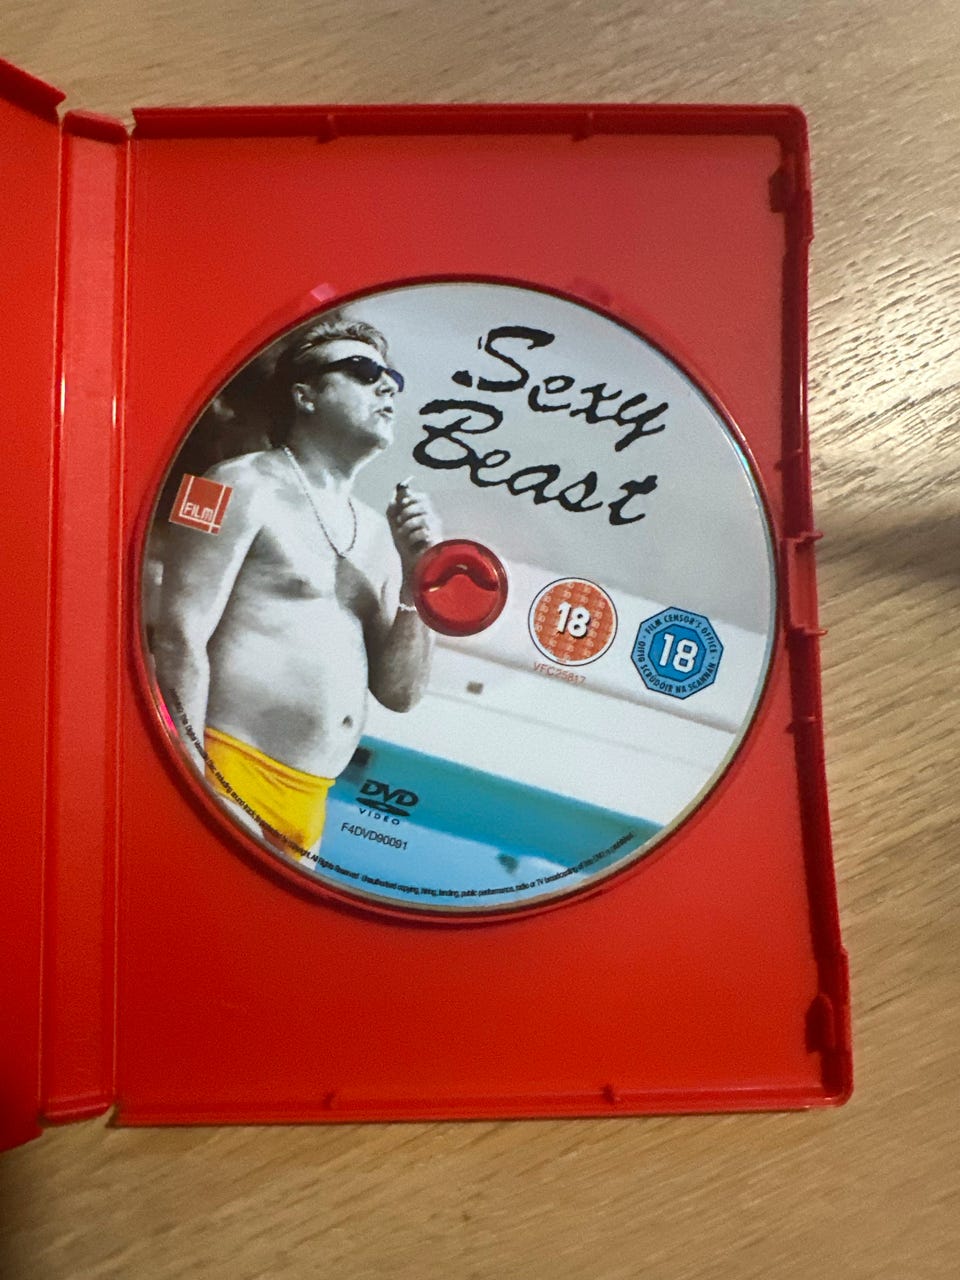 Sexy
Beast
FILM
18
VFC25817
FILM CENSOR'S OFFICE
18
OIFIG SCRÚDÓIR NA SCANNÁN
DVD
VIDEO
F4DVD90091
All Rights Reserved. Unauthorised copying, hiring, lending, public performance, radio or TV broadcasting of this DVD is prohibited.